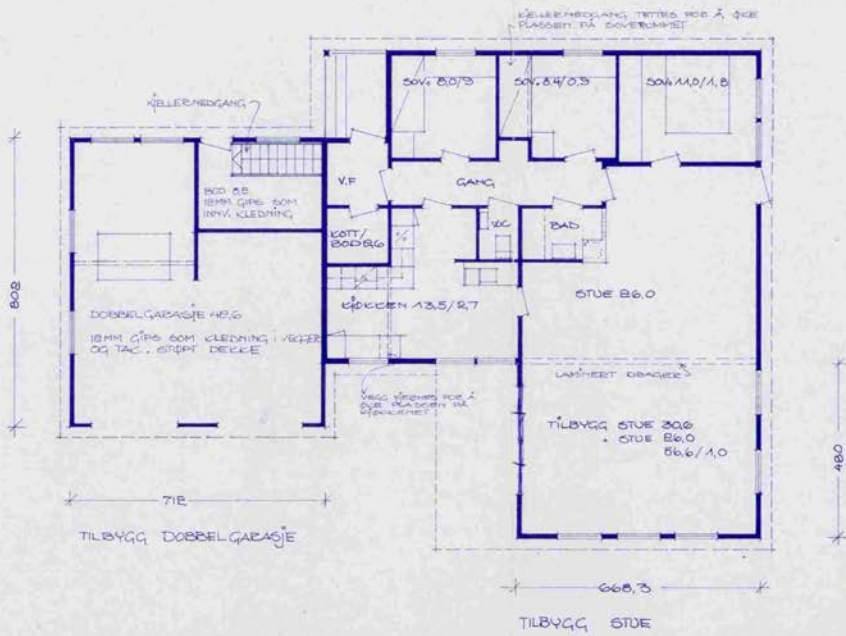 KJELLERNEDGANG TETTES FOR Å ØKE
PLASSEN PÅ SOVEROMMET
KJELLERNEDGANG
SOV. 8,0/9
SOV. 8,4/0,9
SOV. 11,0/1,8
V.F
GANG
BOD 8,8
18MM GIPS SOM
INNV. KLEDNING
KOTT/
BOD 2,6
WC
BAD
802
STUE 26,0
KJØKKEN 13,5/2,7
DOBBELGARASJE 48,6
18MM GIPS SOM KLEDNING I VEGGER
OG TAK. STØPT DEKKE
LAMINERT DRAGER
VEGG FJERNES FOR Å
ØKE PLASSEN PÅ
KJØKKENET!
TILBYGG STUE 30,6
+ STUE 26,0
56,6/1,0
480
712
TILBYGG DOBBELGARASJE
668,3
TILBYGG STUE